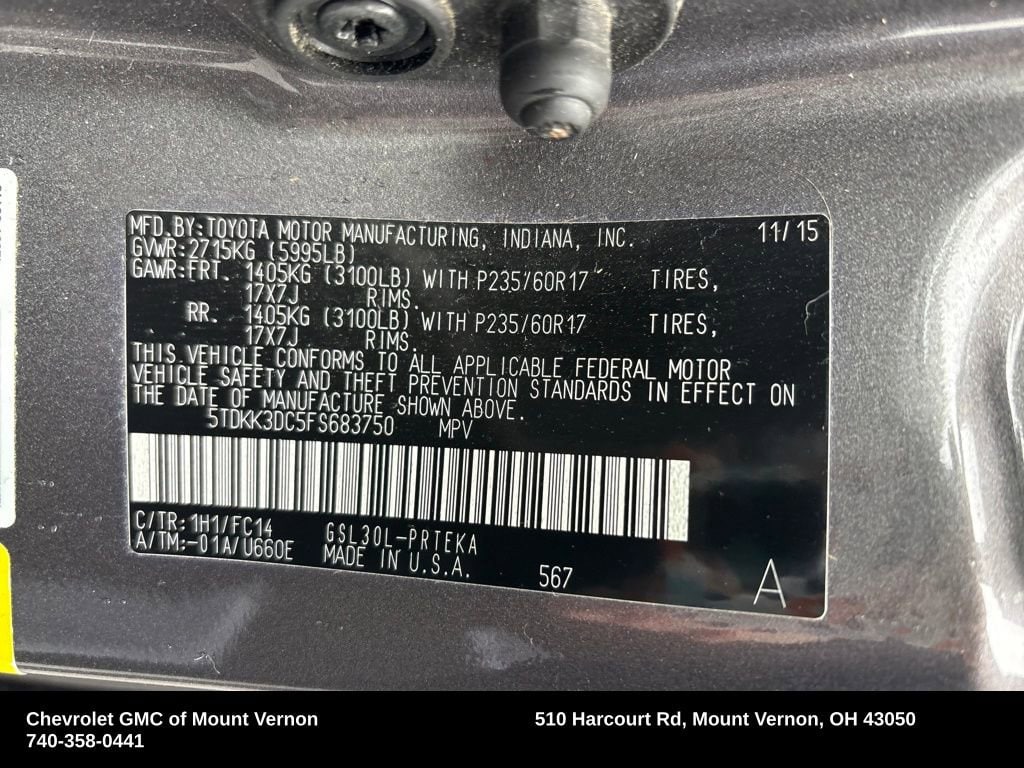 MFD.BY:TOYOTA MOTOR MANUFACTURING, INDIANA, INC. 11/15
GVWR:2715KG (5995LB)
GAWR:FRT. 1405KG (3100LB) WITH P235/60R17 TIRES,
17X7J RIMS.
RR. 1405KG (3100LB) WITH P235/60R17 TIRES,
17X7J RIMS.
THIS VEHICLE CONFORMS TO ALL APPLICABLE FEDERAL MOTOR
VEHICLE SAFETY AND THEFT PREVENTION STANDARDS IN EFFECT ON
THE DATE OF MANUFACTURE SHOWN ABOVE.
5TDKK3DC5FS683750 MPV
C/TR:1H1/FC14 GSL30L-PRTEKA
A/TM:-01A/U660E MADE IN U.S.A. 567 A
Chevrolet GMC of Mount Vernon 510 Harcourt Rd, Mount Vernon, OH 43050
740-358-0441